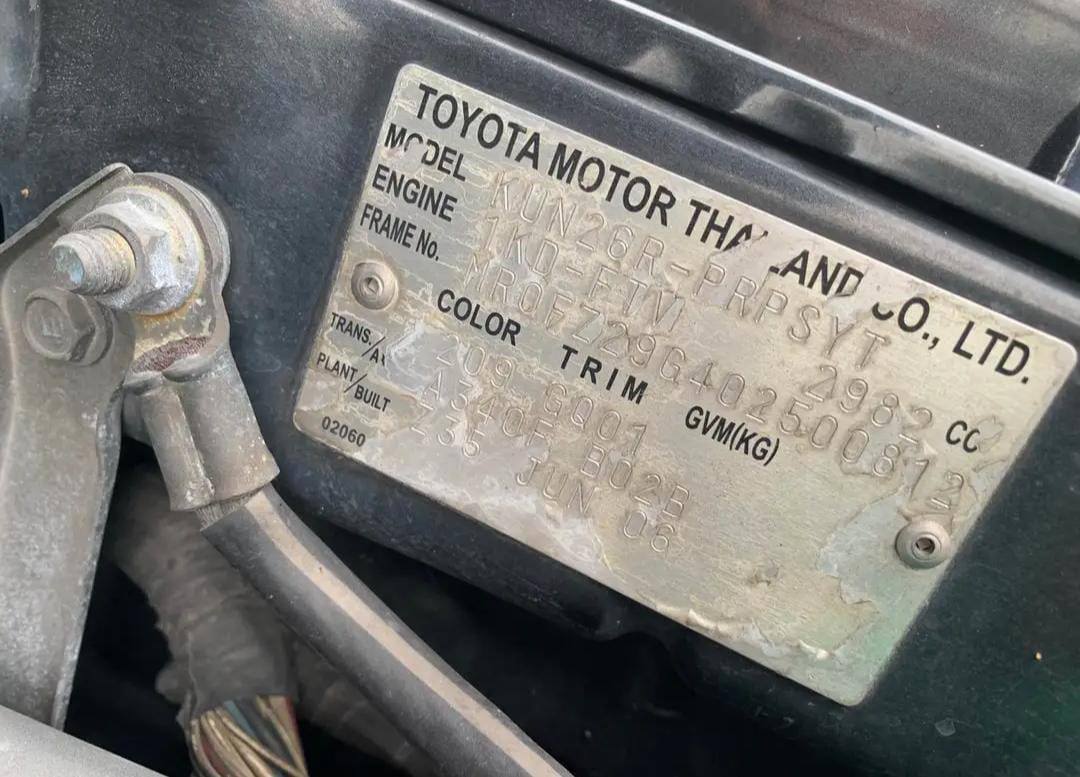 TOYOTA MOTOR THAILAND CO., LTD.
MODEL KUN26R-PRPSYT
ENGINE 1KD-FTV 2982 CC
FRAME No. MR0FZ29G402500812
COLOR TRIM GVM(KG)
209 GQ01
TRANS./AX A340F B02B
PLANT/BUILT Z35 JUN 06
02060